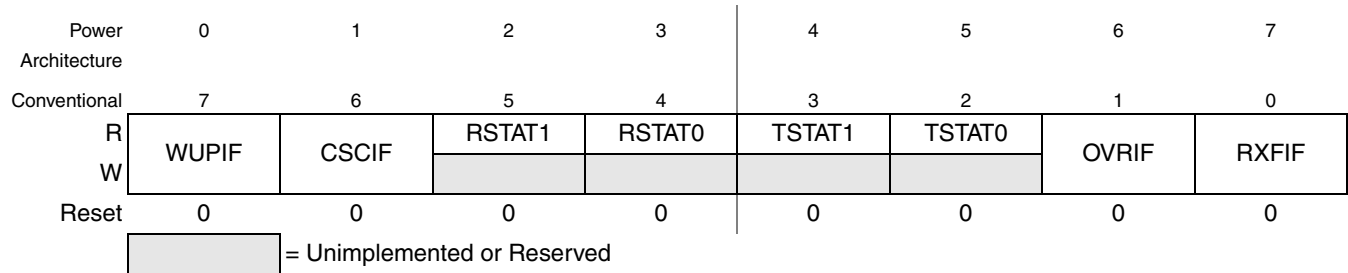 Power 0 1 2 3 4 5 6 7
Architecture
Conventional 7 6 5 4 3 2 1 0
R WUPIF CSCIF RSTAT1 RSTAT0 TSTAT1 TSTAT0 OVRIF RXFIF
W
Reset 0 0 0 0 0 0 0 0
= Unimplemented or Reserved